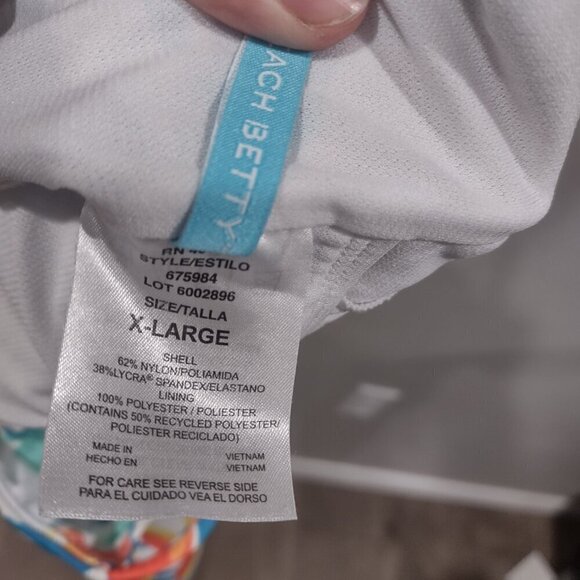 ACH BETTY
RN
STYLE/ESTILO
675984
LOT 6002896
SIZE/TALLA
X-LARGE
SHELL
62% NYLON/POLIAMIDA
38%LYCRA® SPANDEX/ELASTANO
LINING
100% POLYESTER / POLIÉSTER
(CONTAINS 50% RECYCLED POLYESTER/
POLIESTER RECICLADO)
MADE IN VIETNAM
HECHO EN VIETNAM
FOR CARE SEE REVERSE SIDE
PARA EL CUIDADO VEA EL DORSO